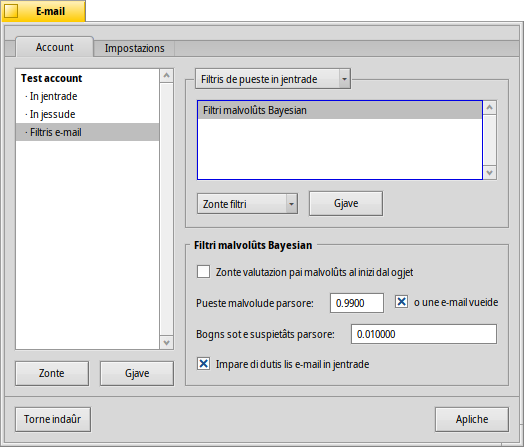 E-mail
Account
Impostazions
Test account
· In jentrade
· In jessude
· Filtris e-mail
Zonte
Gjave
Filtris de pueste in jentrade
Filtri malvolûts Bayesian
Zonte filtri
Gjave
Filtri malvolûts Bayesian
Zonte valutazion pai malvolûts al inizi dal ogjet
Pueste malvolude parsore: 0.9900 o une e-mail vueide
Bogns sot e suspietâts parsore: 0.010000
Impare di dutis lis e-mail in jentrade
Torne indaûr
Apliche